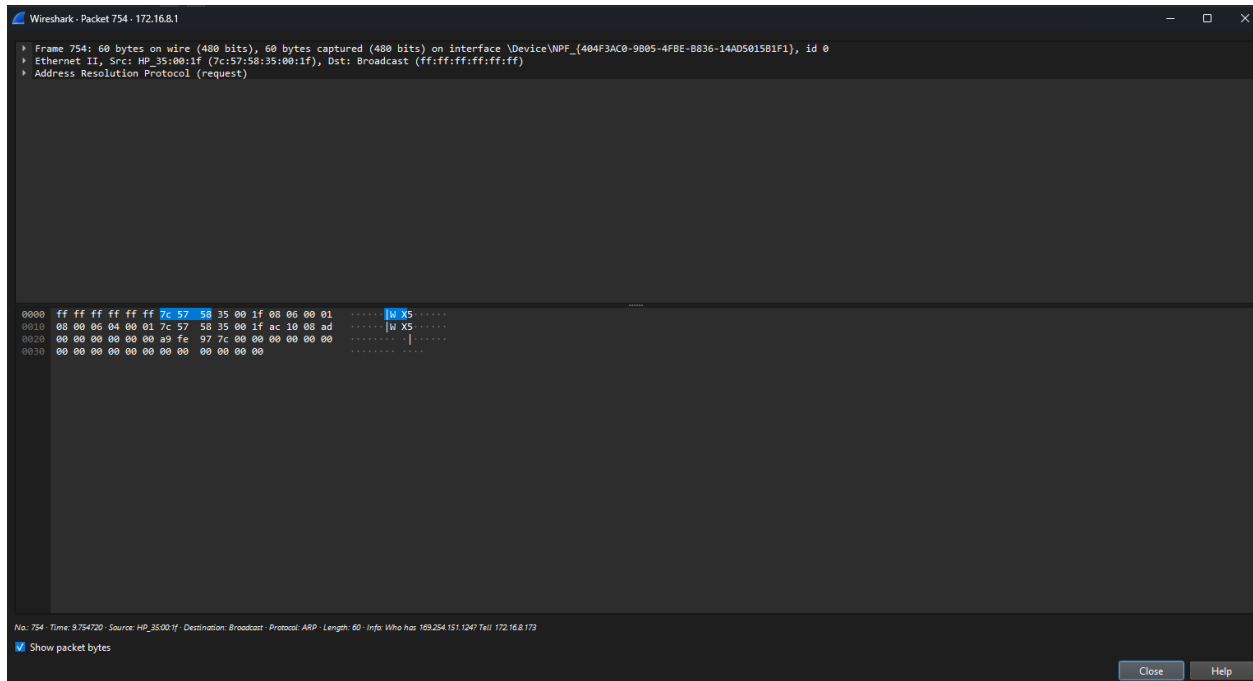 Wireshark · Packet 754 · 172.16.8.1
Frame 754: 60 bytes on wire (480 bits), 60 bytes captured (480 bits) on interface \Device\NPF_{404F3AC0-9B05-4FBE-B836-14AD5015B1F1}, id 0
Ethernet II, Src: HP_35:00:1f (7c:57:58:35:00:1f), Dst: Broadcast (ff:ff:ff:ff:ff:ff)
Address Resolution Protocol (request)
0000 ff ff ff ff ff ff 7c 57 58 35 00 1f 08 06 00 01 ······|W X5······
0010 08 00 06 04 00 01 7c 57 58 35 00 1f ac 10 08 ad ······|W X5······
0020 00 00 00 00 00 00 a9 fe 97 7c 00 00 00 00 00 00 ········ ·|······
0030 00 00 00 00 00 00 00 00 00 00 00 00 ········ ····
No.: 754 · Time: 9.754720 · Source: HP_35:00:1f · Destination: Broadcast · Protocol: ARP · Length: 60 · Info: Who has 169.254.151.124? Tell 172.16.8.173
Show packet bytes
Close Help